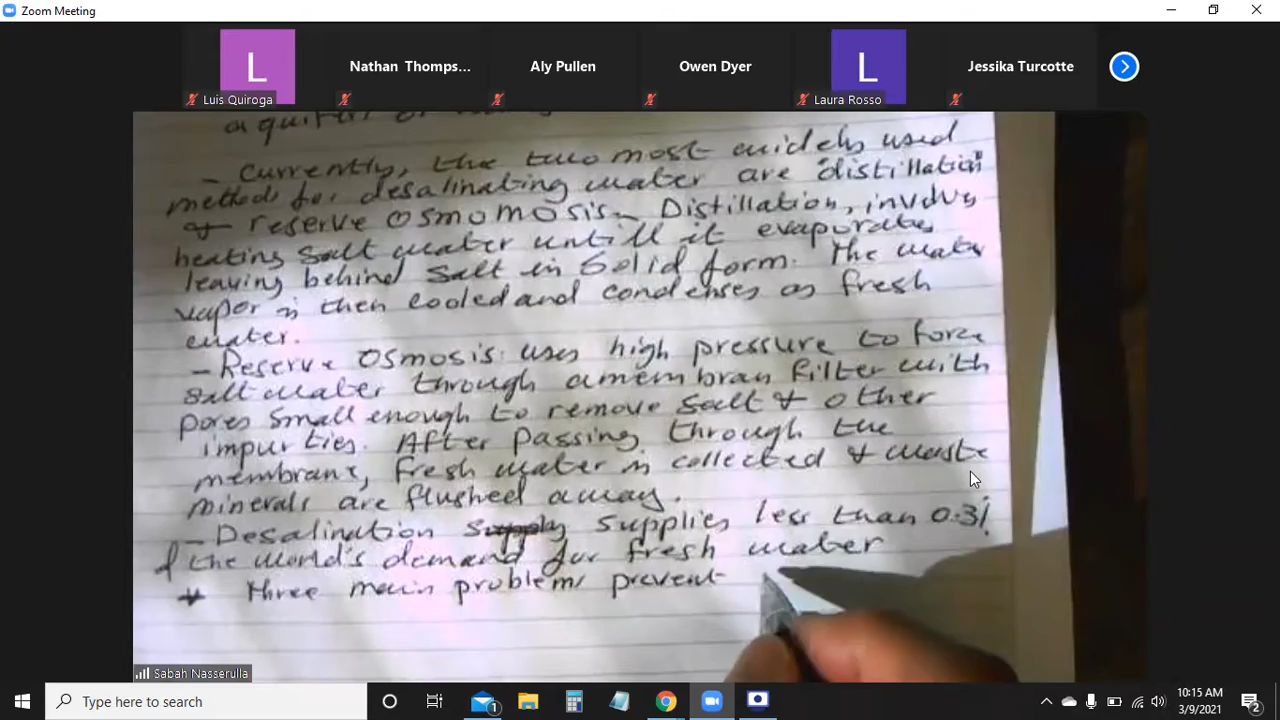 Zoom Meeting
L
Nathan Thomps...
Aly Pullen
Owen Dyer
L
Jessika Turcotte
Luis Quiroga
Laura Rosso
- Currently, the two most widely used
methods for desalinating water are "distillation"
& reserve osmomosis. Distillation, involves
heating salt water untill it evaporates
leaving behind salt in solid form. The water
vapor is then cooled and condenses as fresh
water.
- Reserve osmosis: uses high pressure to force
salt water through a membran filter with
pores small enough to remove salt & other
impurties. After passing through the
membrane, fresh water is collected & waste
minerals are flushed away.
- Desalination supplies less than 0.3%
of the world's demand for fresh water
* three main problems prevent
Sabah Nasserulla
Type here to search
1
10:15 AM
3/9/2021
2